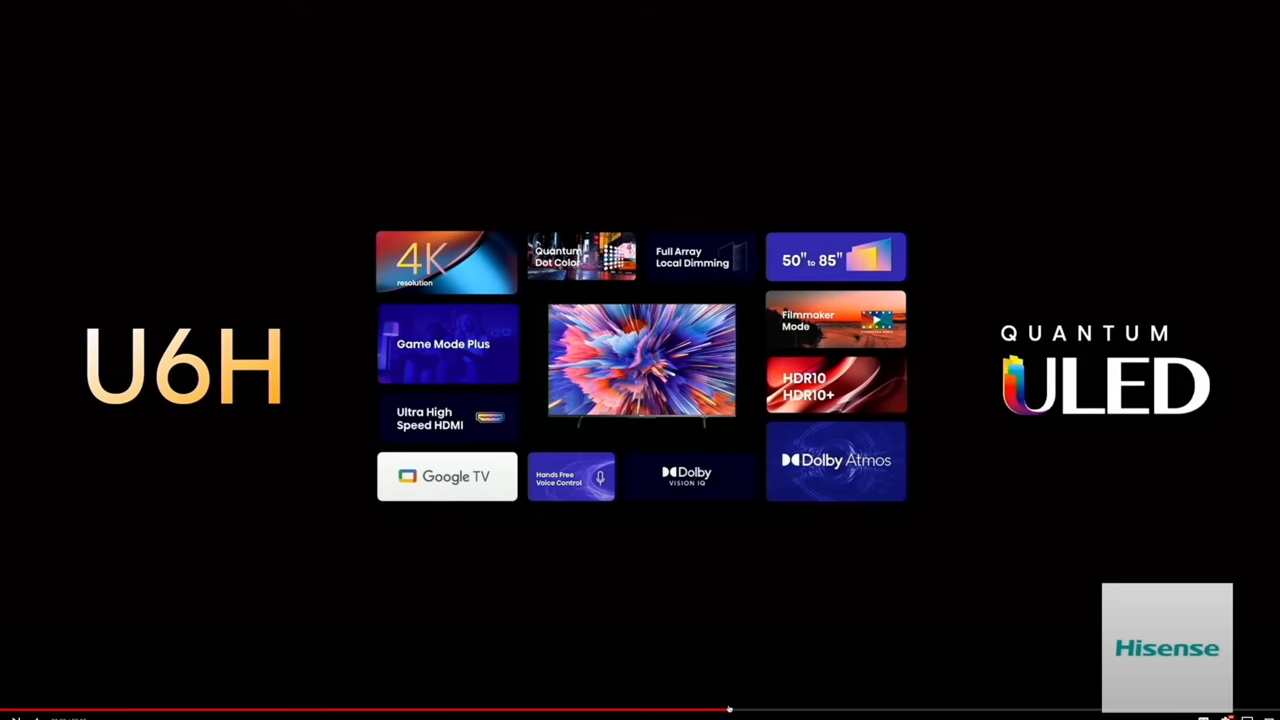 U6H
4K
resolution
Quantum
Dot Color
Full Array
Local Dimming
50" to 85"
Game Mode Plus
Filmmaker
Mode
HDR10
HDR10+
Ultra High
Speed HDMI
Google TV
Hands Free
Voice Control
Dolby
VISION IQ
Dolby Atmos
QUANTUM
ULED
Hisense